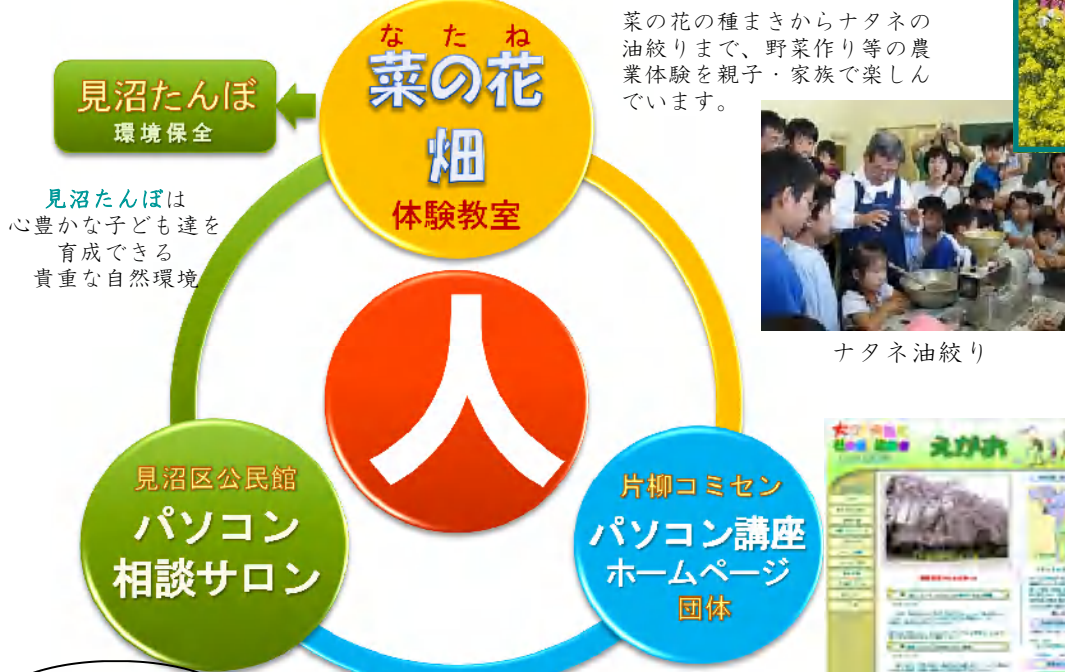 菜の花の種まきからナタネの
油絞りまで、野菜作り等の農
業体験を親子・家族で楽しん
でいます。
なたね
菜の花
畑
体験教室
見沼たんぼ
環境保全
見沼たんぼは
心豊かな子ども達を
育成できる
貴重な自然環境
人
ナタネ油絞り
見沼区公民館
パソコン
相談サロン
片柳コミセン
パソコン講座
ホームページ
団体
えがお